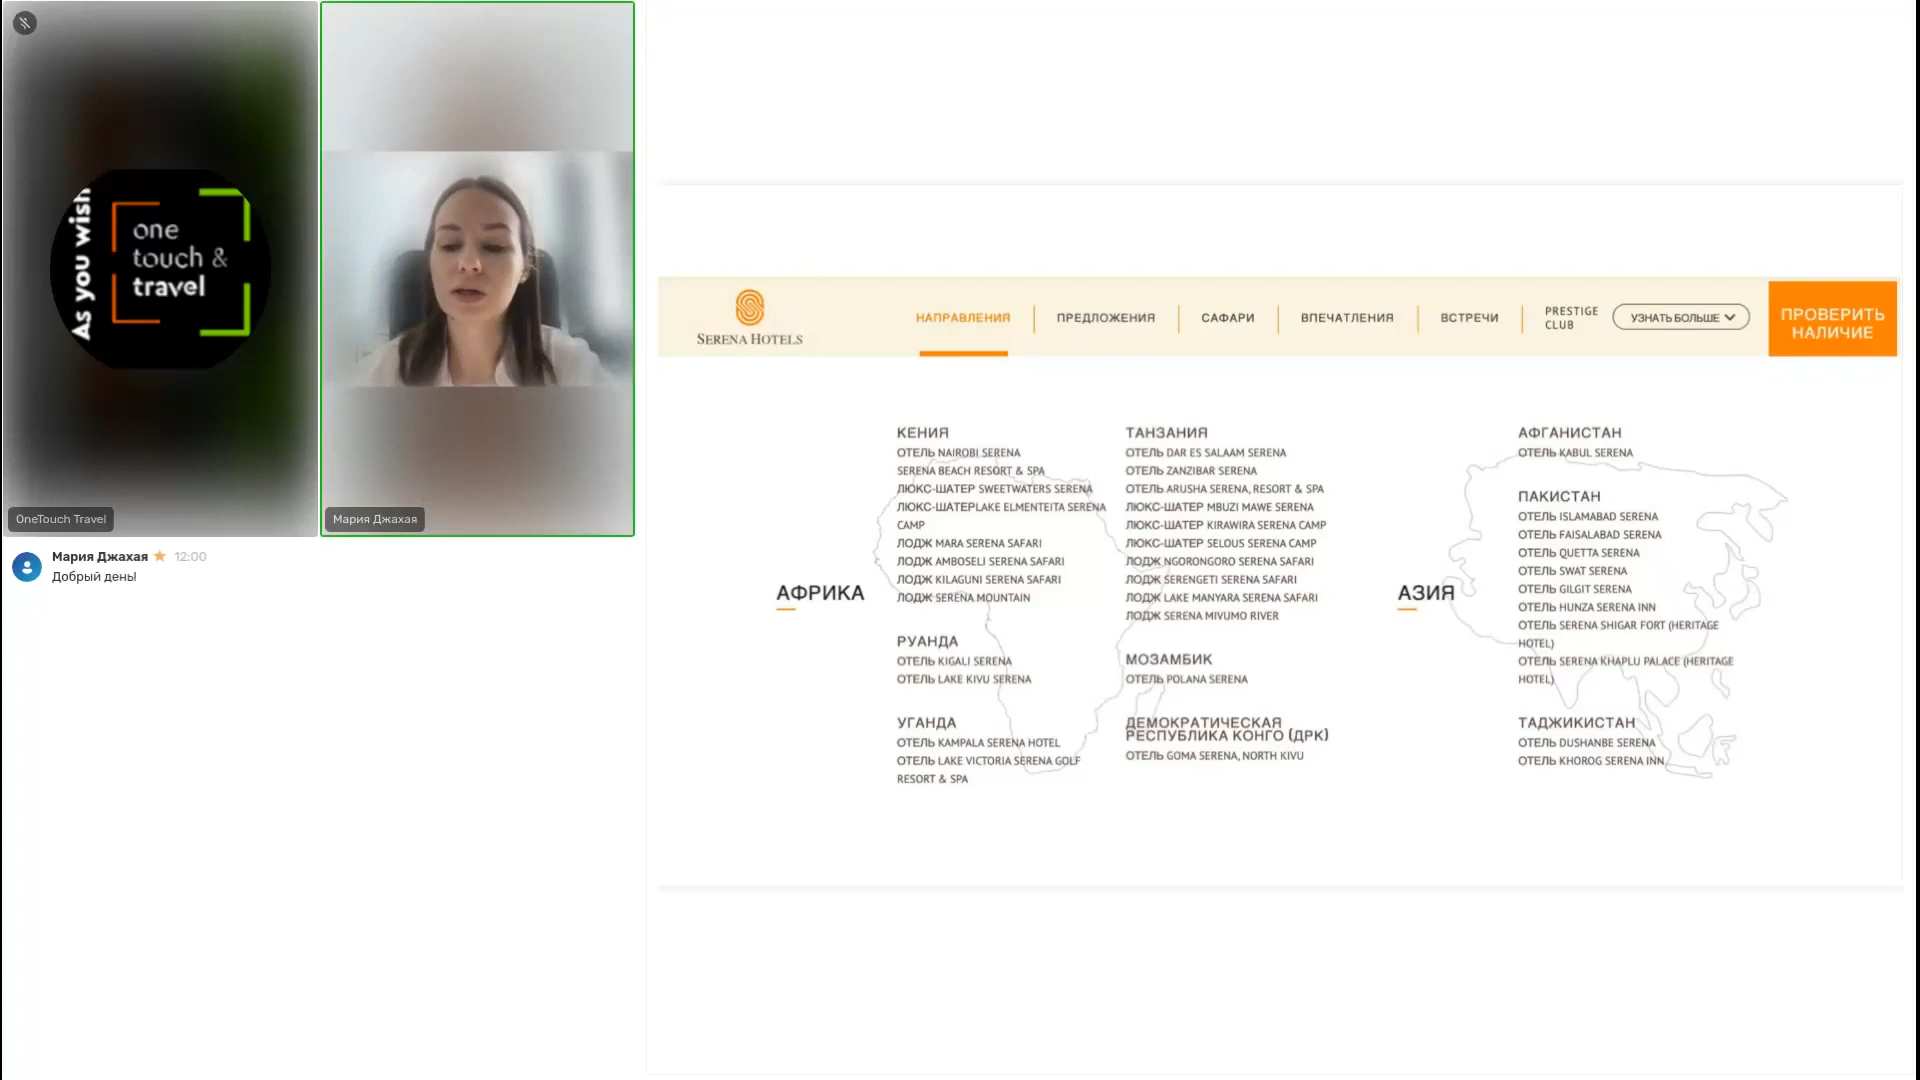 As you wish
one
touch &
travel
OneTouch Travel
Мария Джахая
Мария Джахая 12:00
Добрый день!
SERENA HOTELS
НАПРАВЛЕНИЯ
ПРЕДЛОЖЕНИЯ
САФАРИ
ВПЕЧАТЛЕНИЯ
ВСТРЕЧИ
PRESTIGE
CLUB
УЗНАТЬ БОЛЬШЕ
ПРОВЕРИТЬ
НАЛИЧИЕ
АФРИКА
КЕНИЯ
ОТЕЛЬ NAIROBI SERENA
SERENA BEACH RESORT & SPA
ЛЮКС-ШАТЕР SWEETWATERS SERENA
ЛЮКС-ШАТЕРLAKE ELMENTEITA SERENA
CAMP
ЛОДЖ MARA SERENA SAFARI
ЛОДЖ AMBOSELI SERENA SAFARI
ЛОДЖ KILAGUNI SERENA SAFARI
ЛОДЖ SERENA MOUNTAIN
РУАНДА
ОТЕЛЬ KIGALI SERENA
ОТЕЛЬ LAKE KIVU SERENA
УГАНДА
ОТЕЛЬ KAMPALA SERENA HOTEL
ОТЕЛЬ LAKE VICTORIA SERENA GOLF
RESORT & SPA
ТАНЗАНИЯ
ОТЕЛЬ DAR ES SALAAM SERENA
ОТЕЛЬ ZANZIBAR SERENA
ОТЕЛЬ ARUSHA SERENA, RESORT & SPA
ЛЮКС-ШАТЕР MBUZI MAWE SERENA
ЛЮКС-ШАТЕР KIRAWIRA SERENA CAMP
ЛЮКС-ШАТЕР SELOUS SERENA CAMP
ЛОДЖ NGORONGORO SERENA SAFARI
ЛОДЖ SERENGETI SERENA SAFARI
ЛОДЖ LAKE MANYARA SERENA SAFARI
ЛОДЖ SERENA MIVUMO RIVER
МОЗАМБИК
ОТЕЛЬ POLANA SERENA
ДЕМОКРАТИЧЕСКАЯ
РЕСПУБЛИКА КОНГО (ДРК)
ОТЕЛЬ GOMA SERENA, NORTH KIVU
АЗИЯ
АФГАНИСТАН
ОТЕЛЬ KABUL SERENA
ПАКИСТАН
ОТЕЛЬ ISLAMABAD SERENA
ОТЕЛЬ FAISALABAD SERENA
ОТЕЛЬ QUETTA SERENA
ОТЕЛЬ SWAT SERENA
ОТЕЛЬ GILGIT SERENA
ОТЕЛЬ HUNZA SERENA INN
ОТЕЛЬ SERENA SHIGAR FORT (HERITAGE
HOTEL)
ОТЕЛЬ SERENA KHAPLU PALACE (HERITAGE
HOTEL)
ТАДЖИКИСТАН
ОТЕЛЬ DUSHANBE SERENA
ОТЕЛЬ KHOROG SERENA INN